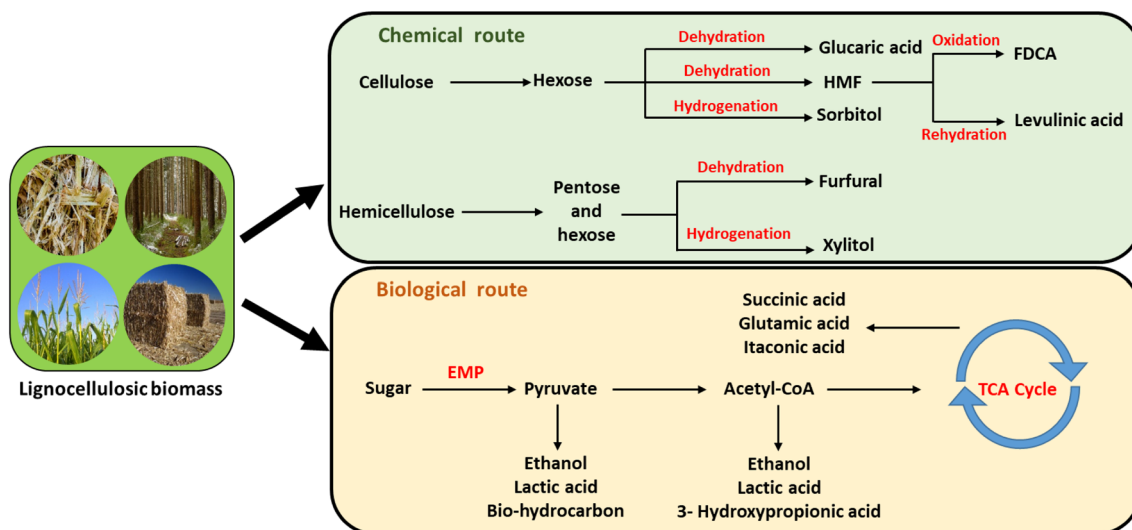 Chemical route
Dehydration
Glucaric acid
Oxidation
FDCA
Cellulose
Hexose
Dehydration
HMF
Hydrogenation
Sorbitol
Rehydration
Levulinic acid
Dehydration
Furfural
Hemicellulose
Pentose
and
hexose
Hydrogenation
Xylitol
Lignocellulosic biomass
Biological route
Succinic acid
Glutamic acid
Itaconic acid
Sugar
EMP
Pyruvate
Acetyl-CoA
TCA Cycle
Ethanol
Lactic acid
Bio-hydrocarbon
Ethanol
Lactic acid
3- Hydroxypropionic acid